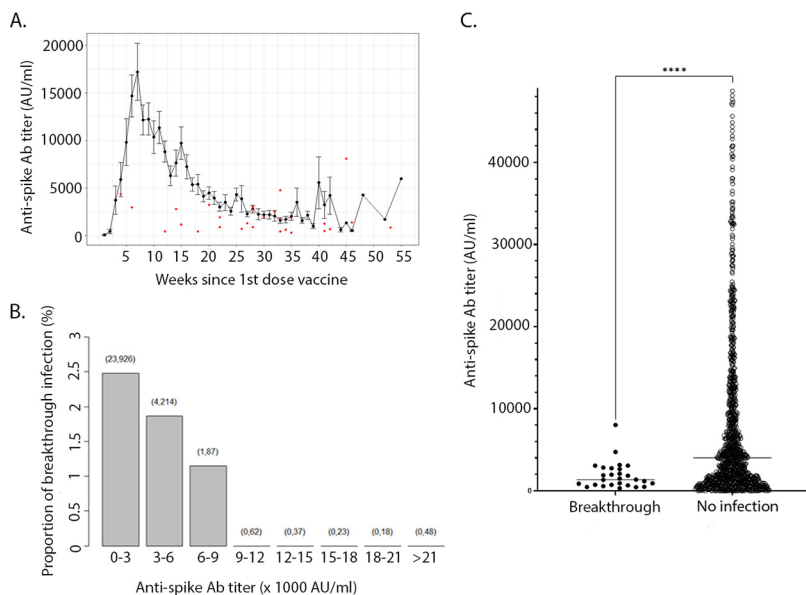 A.
Anti-spike Ab titer (AU/ml)
20000
15000
10000
5000
0
5 10 15 20 25 30 35 40 45 50 55
Weeks since 1st dose vaccine
B.
Proportion of breakthrough infection (%)
3
2.5
2
1.5
1
0.5
0
(23,926) (4,214) (1,87) (0,62) (0,37) (0,23) (0,18) (0,48)
0-3 3-6 6-9 9-12 12-15 15-18 18-21 >21
Anti-spike Ab titer (x 1000 AU/ml)
C.
****
Anti-spike Ab titer (AU/ml)
40000
30000
20000
10000
0
Breakthrough No infection